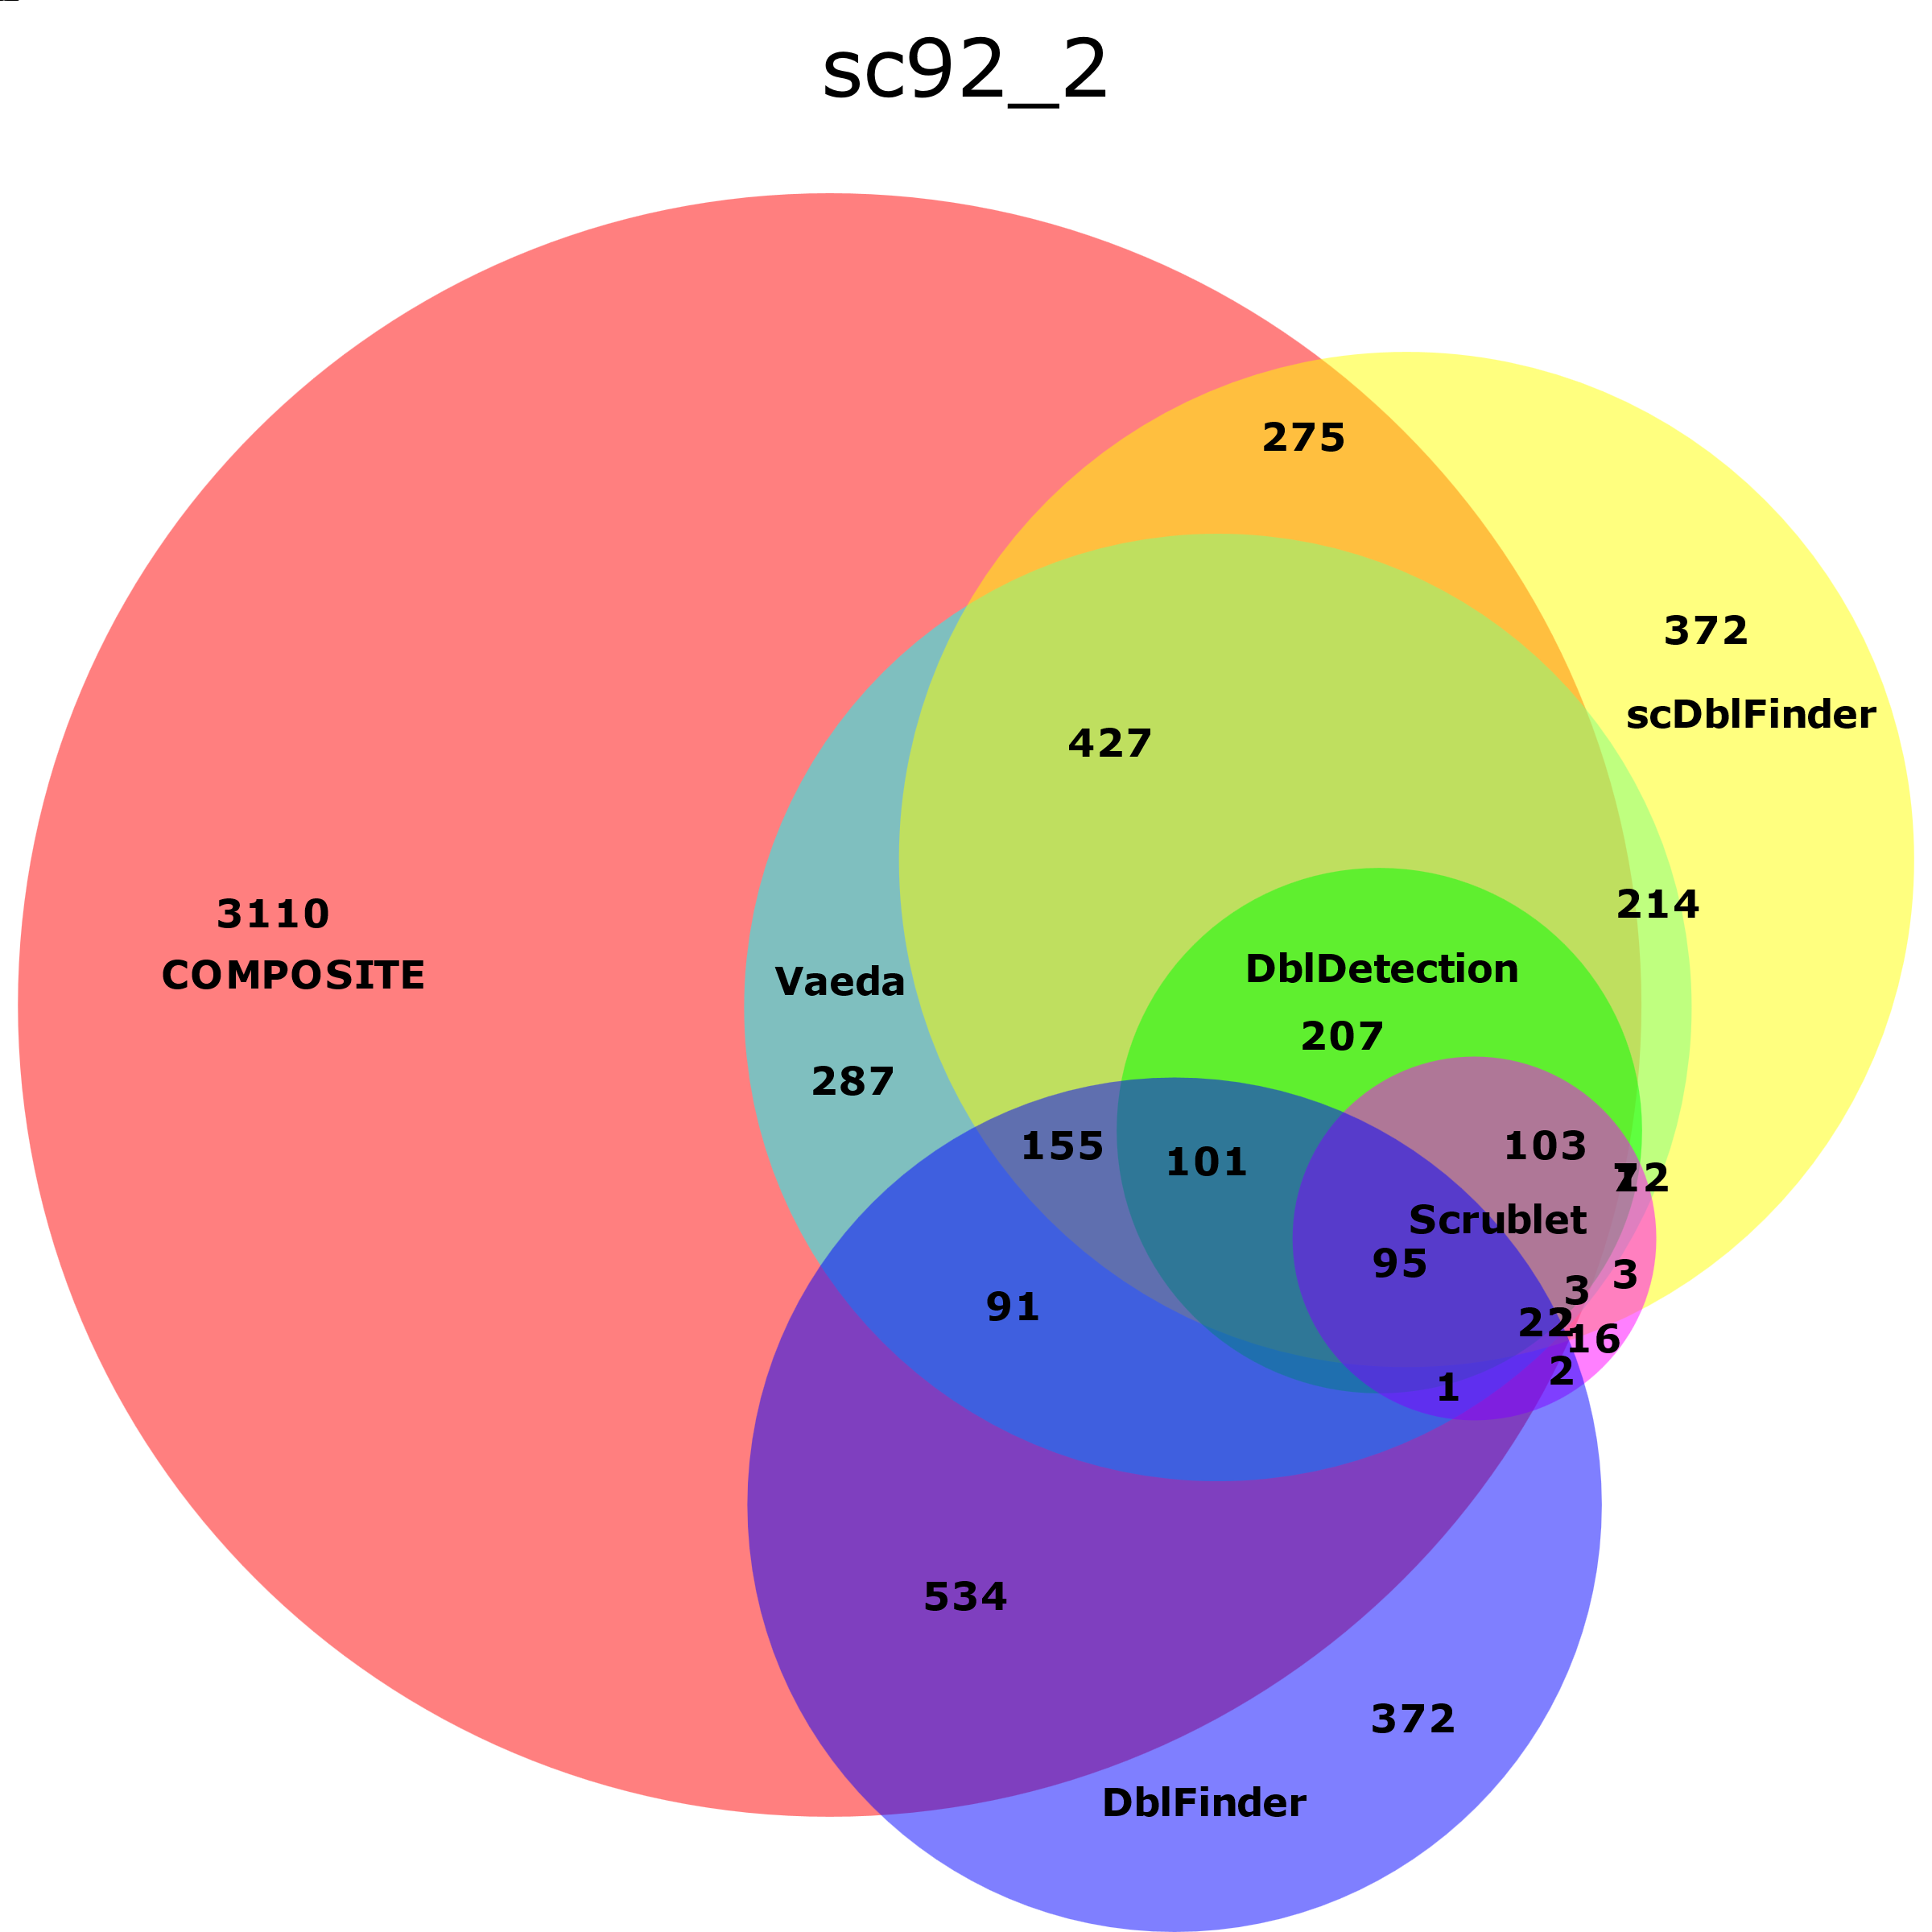 sc92_2
275
372
scDblFinder
427
214
3110
COMPOSITE
Vaeda
DblDetection
207
287
155
101
103
Scrublet
95
3
3
91
22
16
2
1
534
372
DblFinder